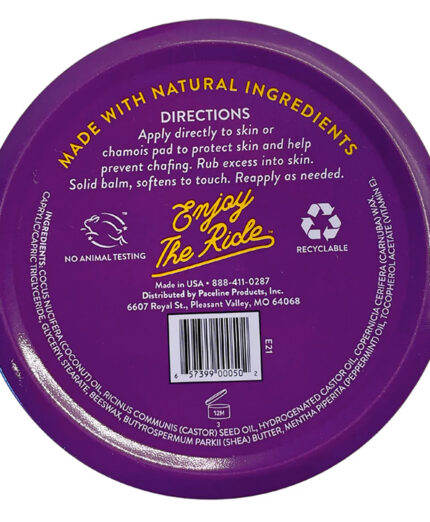 MADE WITH NATURAL INGREDIENTS
DIRECTIONS
Apply directly to skin or
chamois pad to protect skin and help
prevent chafing. Rub excess into skin.
Solid balm, softens to touch. Reapply as needed.
Enjoy
The Ride™
NO ANIMAL TESTING
RECYCLABLE
Made in USA • 888-411-0287
Distributed by Paceline Products, Inc.
6607 Royal St., Pleasant Valley, MO 64068
E21
6 57399 00050 2
12M
3
INGREDIENTS: COCUS NUCIFERA (COCONUT) OIL, RICINUS COMMUNIS (CASTOR) SEED OIL, HYDROGENATED CASTOR OIL, COPERNICIA CERIFERA (CARNUBA) WAX,
CAPRYLIC/CAPRIC TRIGLYCERIDE, GLYCERYL STEARATE, BEESWAX, BUTYROSPERMUM PARKII (SHEA) BUTTER, MENTHA PIPERITA (PEPPERMINT) OIL, TOCOPHEROL ACETATE (VITAMIN E).